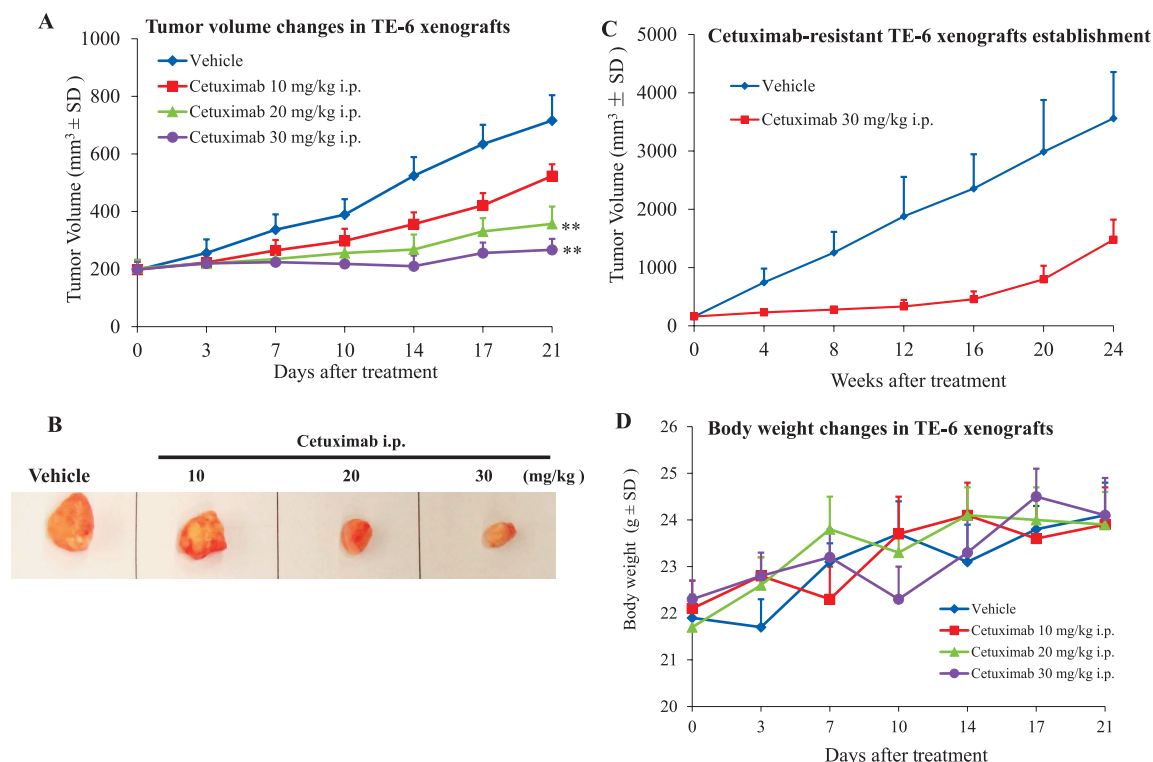 A
Tumor volume changes in TE-6 xenografts
Tumor Volume (mm³ ± SD )
1000
800
600
400
200
0
Vehicle
Cetuximab 10 mg/kg i.p.
Cetuximab 20 mg/kg i.p.
Cetuximab 30 mg/kg i.p.
**
**
0 3 7 10 14 17 21
Days after treatment
C
Cetuximab-resistant TE-6 xenografts establishment
Tumor Volume (mm³ ± SD)
5000
4000
3000
2000
1000
0
Vehicle
Cetuximab 30 mg/kg i.p.
0 4 8 12 16 20 24
Weeks after treatment
B
Cetuximab i.p.
Vehicle 10 20 30 (mg/kg )
D
Body weight changes in TE-6 xenografts
Body weight (g ± SD )
26
25
24
23
22
21
20
Vehicle
Cetuximab 10 mg/kg i.p.
Cetuximab 20 mg/kg i.p.
Cetuximab 30 mg/kg i.p.
0 3 7 10 14 17 21
Days after treatment